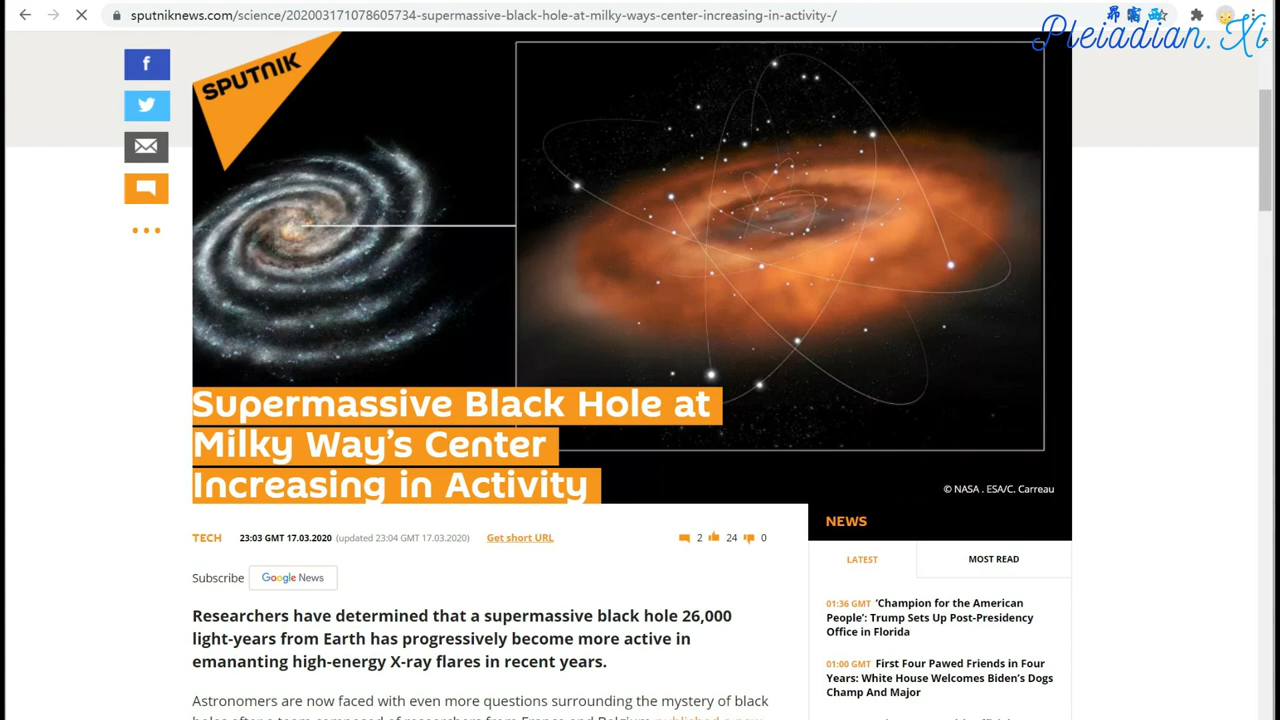 sputniknews.com/science/202003171078605734-supermassive-black-hole-at-milky-ways-center-increasing-in-activity-/
昴宿西
Pleiadian.Xi
SPUTNIK
f
Supermassive Black Hole at
Milky Way's Center
Increasing in Activity
© NASA . ESA/C. Carreau
TECH 23:03 GMT 17.03.2020 (updated 23:04 GMT 17.03.2020) Get short URL 2 24 0
Subscribe Google News
Researchers have determined that a supermassive black hole 26,000
light-years from Earth has progressively become more active in
emananting high-energy X-ray flares in recent years.
Astronomers are now faced with even more questions surrounding the mystery of black
NEWS
LATEST MOST READ
01:36 GMT 'Champion for the American
People': Trump Sets Up Post-Presidency
Office in Florida
01:00 GMT First Four Pawed Friends in Four
Years: White House Welcomes Biden's Dogs
Champ And Major